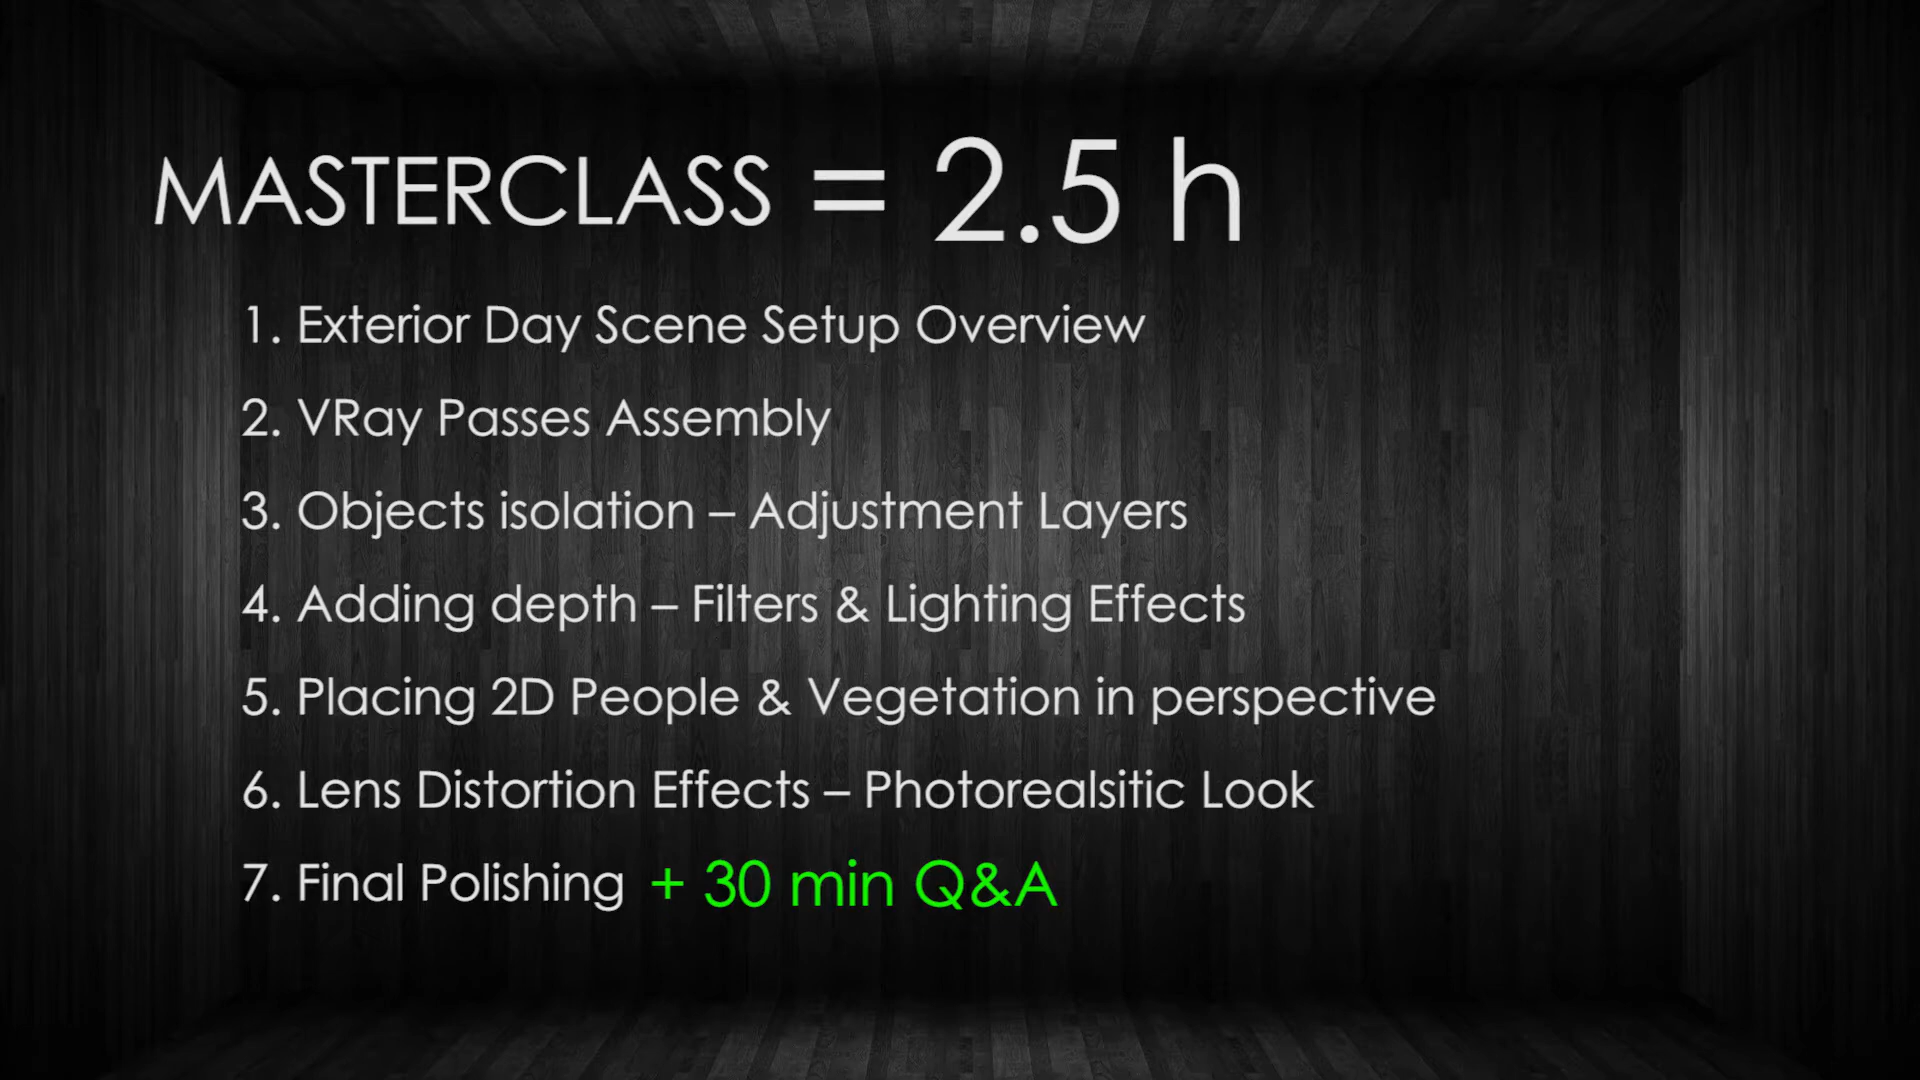 MASTERCLASS = 2.5 h
1. Exterior Day Scene Setup Overview
2. VRay Passes Assembly
3. Objects isolation – Adjustment Layers
4. Adding depth – Filters & Lighting Effects
5. Placing 2D People & Vegetation in perspective
6. Lens Distortion Effects – Photorealsitic Look
7. Final Polishing + 30 min Q&A